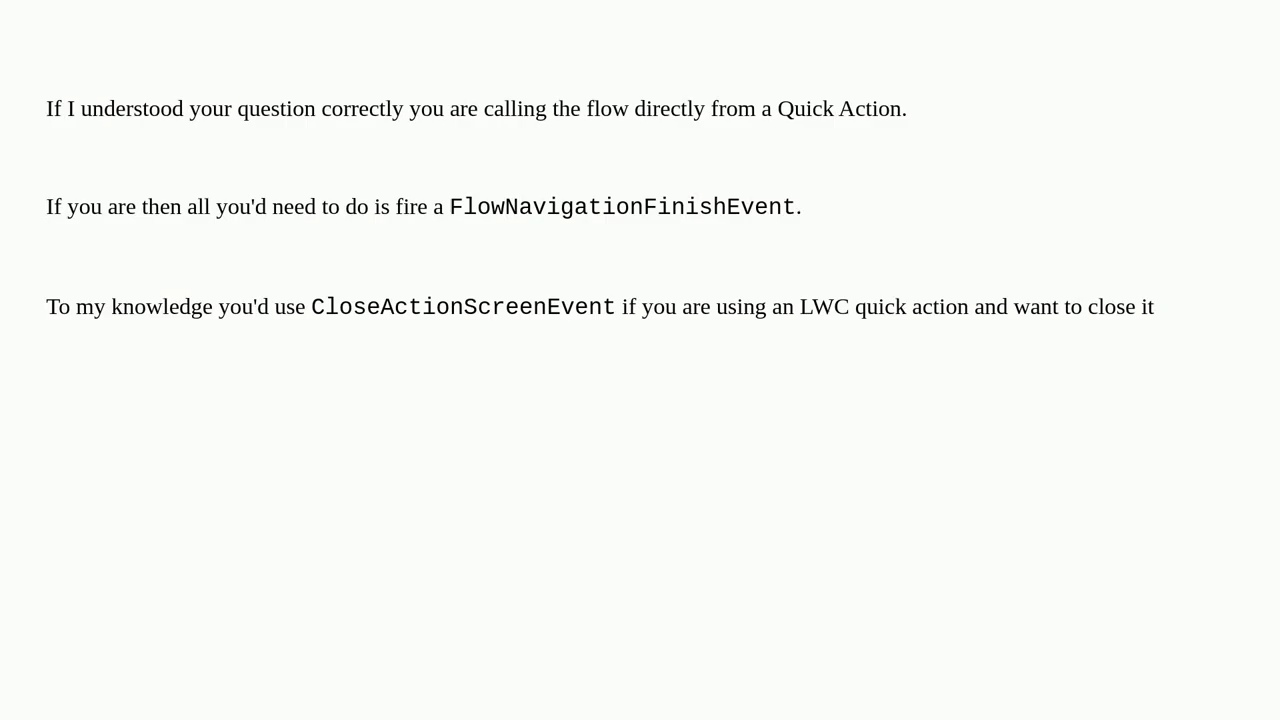 If I understood your question correctly you are calling the flow directly from a Quick Action.
If you are then all you'd need to do is fire a FlowNavigationFinishEvent.
To my knowledge you'd use CloseActionScreenEvent if you are using an LWC quick action and want to close it